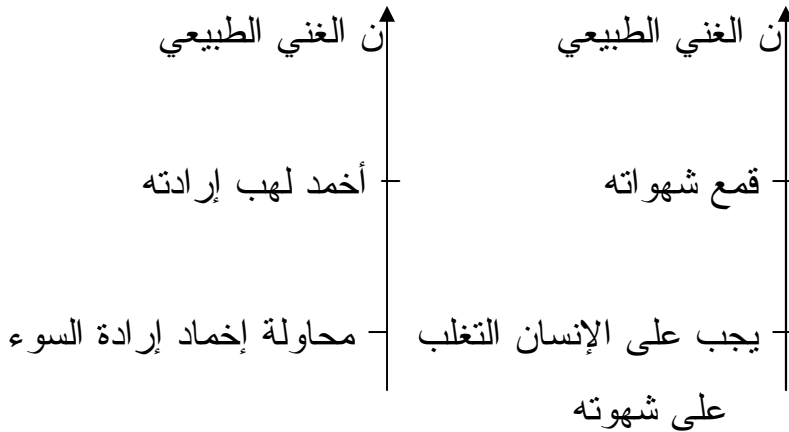 ن الغني الطبيعي
قمع شهواته
يجب على الإنسان التغلب
على شهوته
ن الغني الطبيعي
أخمد لهب إرادته
محاولة إخماد إرادة السوء